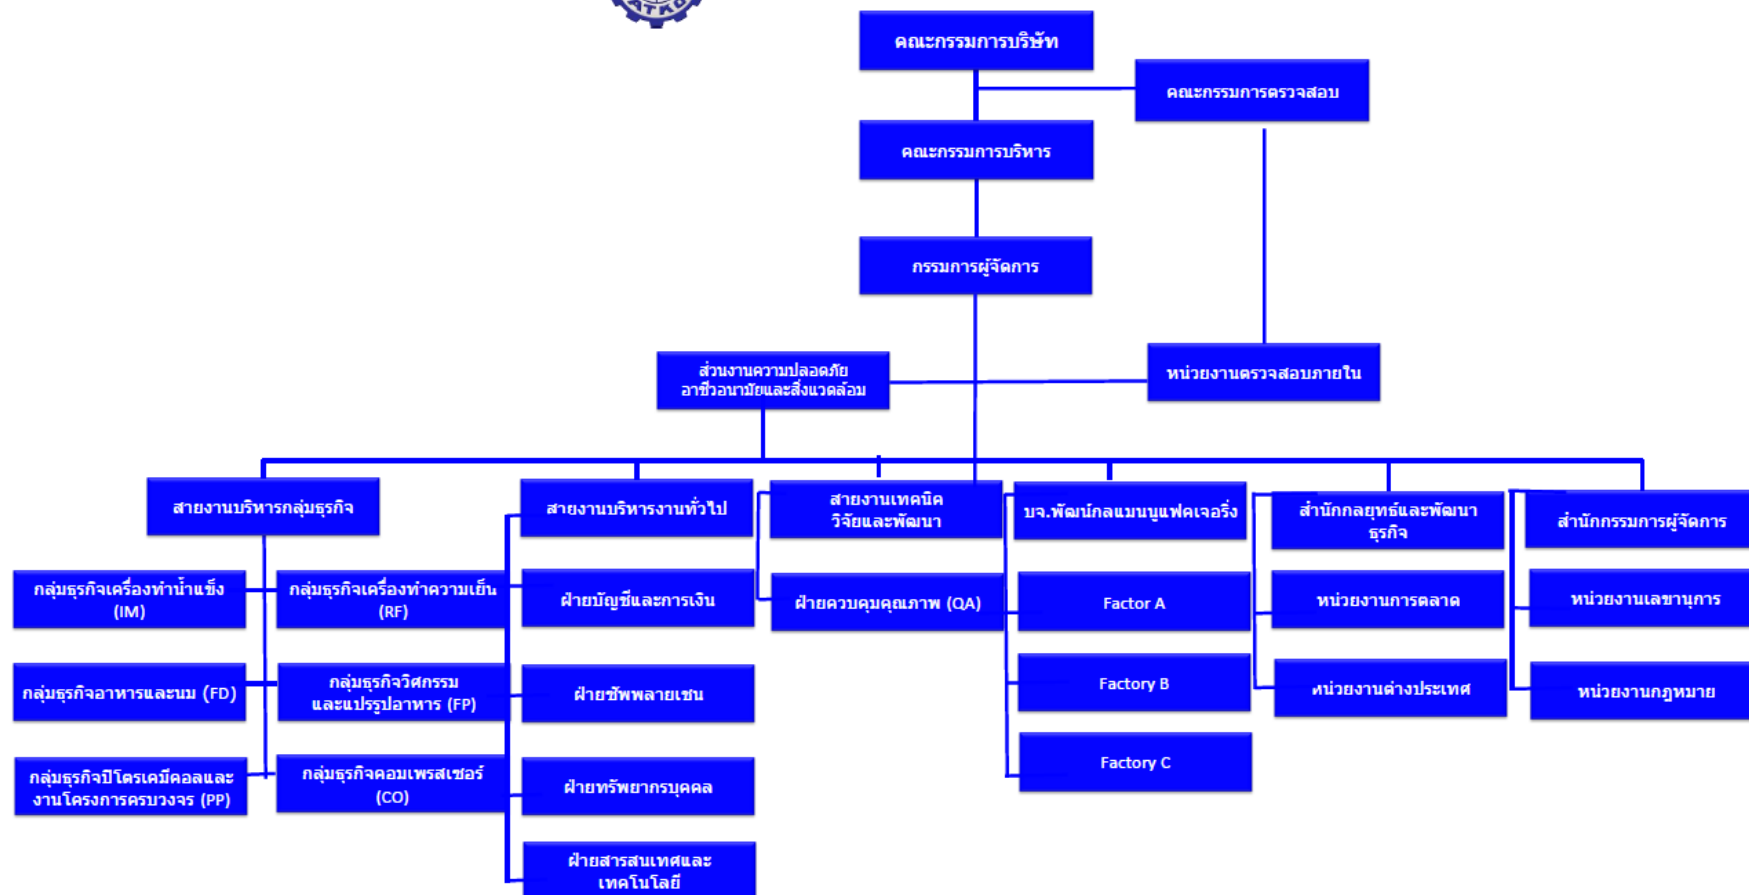 ATKO
คณะกรรมการบริษัท
คณะกรรมการตรวจสอบ
คณะกรรมการบริหาร
กรรมการผู้จัดการ
ส่วนงานความปลอดภัย
อาชีวอนามัยและสิ่งแวดล้อม
หน่วยงานตรวจสอบภายใน
สายงานบริหารกลุ่มธุรกิจ
สายงานบริหารงานทั่วไป
สายงานเทคนิค
วิจัยและพัฒนา
บจ.พัฒน์กลแมนนูแฟคเจอริ่ง
สำนักกลยุทธ์และพัฒนา
ธุรกิจ
สำนักกรรมการผู้จัดการ
กลุ่มธุรกิจเครื่องทำน้ำแข็ง
(IM)
กลุ่มธุรกิจเครื่องทำความเย็น
(RF)
ฝ่ายบัญชีและการเงิน
ฝ่ายควบคุมคุณภาพ (QA)
Factor A
หน่วยงานการตลาด
หน่วยงานเลขานุการ
กลุ่มธุรกิจอาหารและนม (FD)
กลุ่มธุรกิจวิศกรรม
และแปรรูปอาหาร (FP)
ฝ่ายซัพพลายเชน
Factory B
หน่วยงานต่างประเทศ
หน่วยงานกฎหมาย
กลุ่มธุรกิจปิโตรเคมีคอลและ
งานโครงการครบวงจร (PP)
กลุ่มธุรกิจคอมเพรสเซอร์
(CO)
ฝ่ายทรัพยากรบุคคล
Factory C
ฝ่ายสารสนเทศและ
เทคโนโลยี